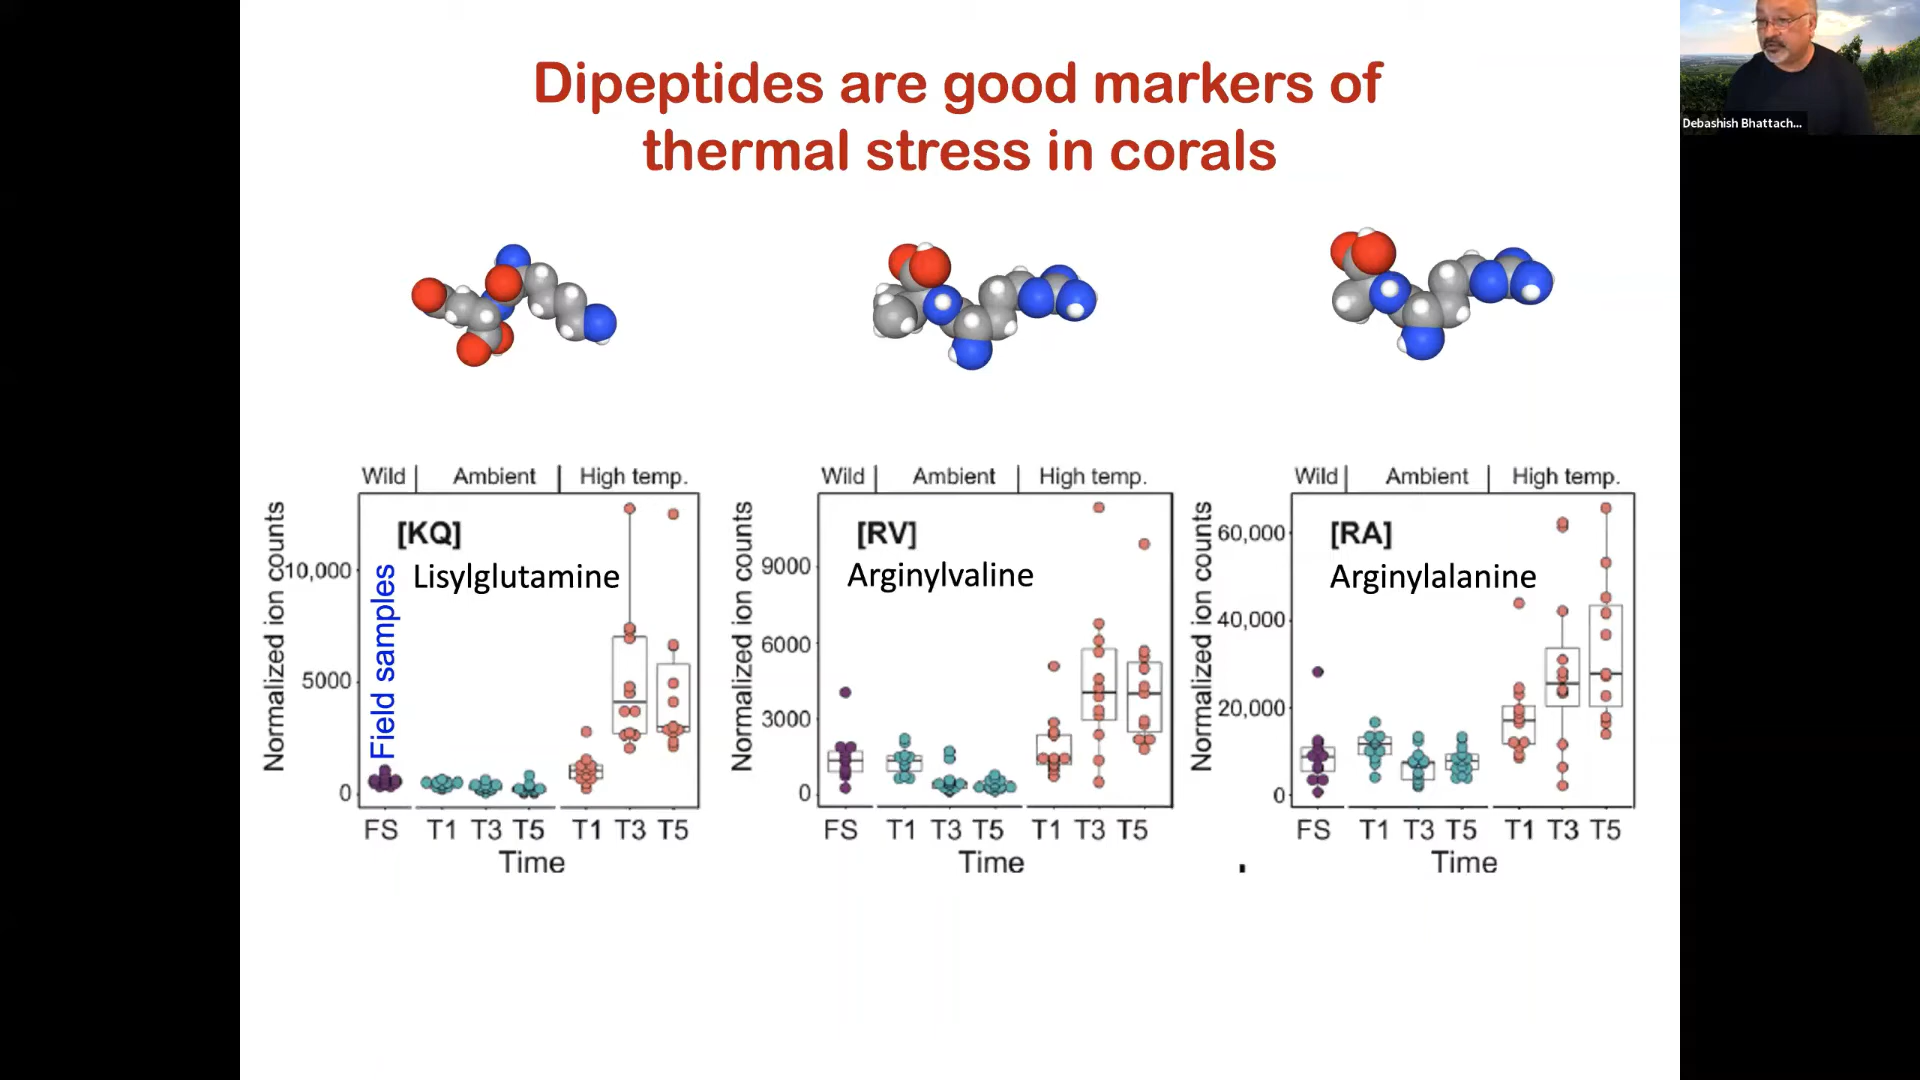 Dipeptides are good markers of
thermal stress in corals
Debashish Bhattach...
Wild | Ambient | High temp.
[KQ]
Lisylglutamine
Field samples
Normalized ion counts
10,000
5000
0
FS T1 T3 T5 T1 T3 T5
Time
Wild | Ambient | High temp.
[RV]
Arginylvaline
Normalized ion counts
9000
6000
3000
0
FS T1 T3 T5 T1 T3 T5
Time
Wild | Ambient | High temp.
[RA]
Arginylalanine
Normalized ion counts
60,000
40,000
20,000
0
FS T1 T3 T5 T1 T3 T5
Time